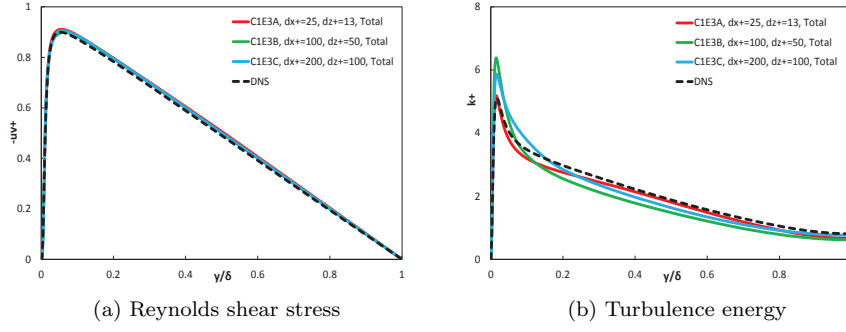 C1E3A, dx+=25, dz+=13, Total
C1E3B, dx+=100, dz+=50, Total
C1E3C, dx+=200, dz+=100, Total
DNS
-uv+
1
0.8
0.6
0.4
0.2
0
0 0.2 0.4 0.6 0.8 1
y/δ
(a) Reynolds shear stress
C1E3A, dx+=25, dz+=13, Total
C1E3B, dx+=100, dz+=50, Total
C1E3C, dx+=200, dz+=100, Total
DNS
k+
8
6
4
2
0
0 0.2 0.4 0.6 0.8
y/δ
(b) Turbulence energy